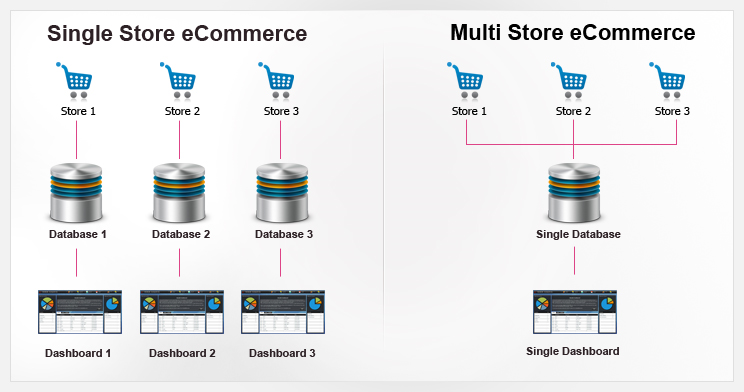 Single Store eCommerce
Store 1
Store 2
Store 3
Database 1
Database 2
Database 3
Dashboard 1
Dashboard 2
Dashboard 3
Multi Store eCommerce
Store 1
Store 2
Store 3
Single Database
Single Dashboard